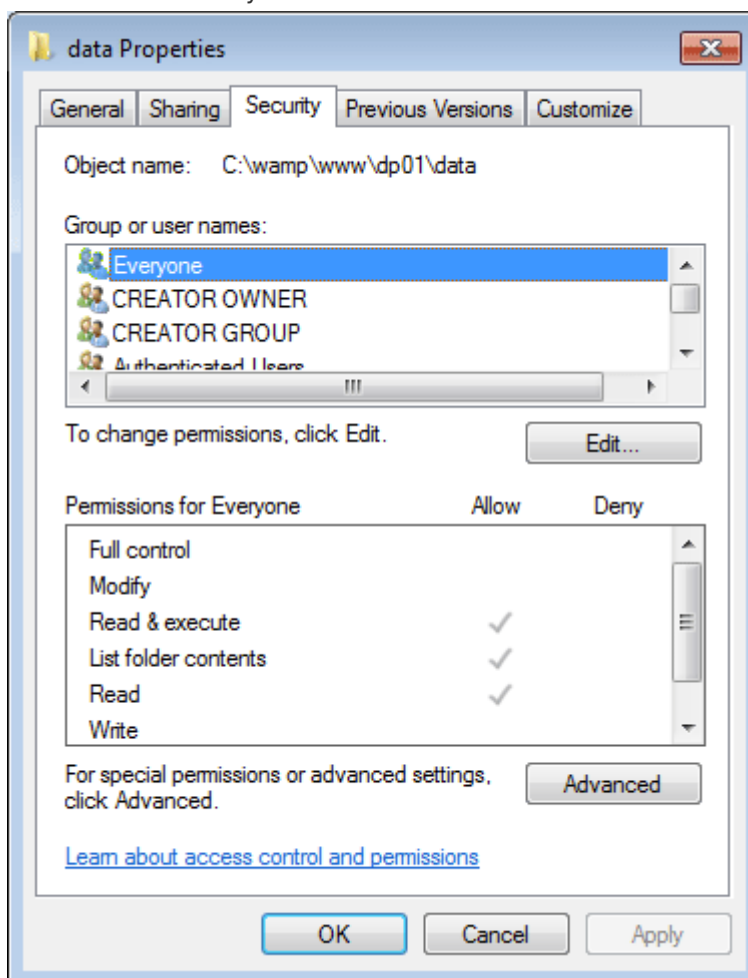 data Properties
General Sharing Security Previous Versions Customize
Object name: C:\wamp\www\dp01\data
Group or user names:
Everyone
CREATOR OWNER
CREATOR GROUP
Authenticated Users
To change permissions, click Edit.
Edit...
Permissions for Everyone Allow Deny
Full control
Modify
Read & execute
List folder contents
Read
Write
For special permissions or advanced settings,
click Advanced.
Advanced
Learn about access control and permissions
OK Cancel Apply